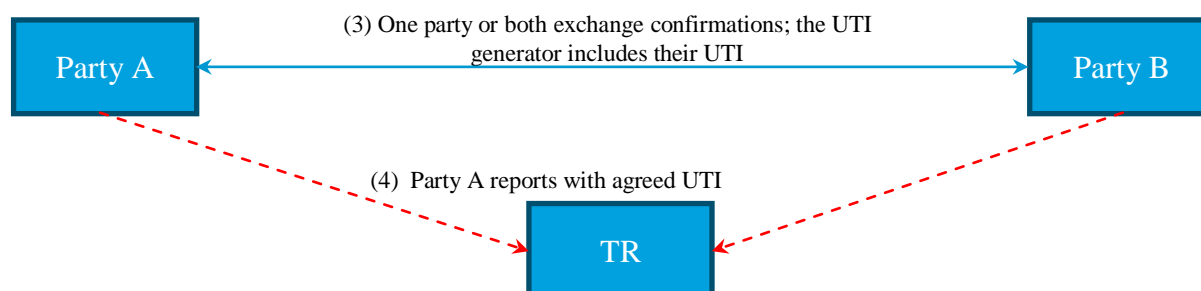 (3) One party or both exchange confirmations; the UTI
generator includes their UTI
Party A
Party B
(4) Party A reports with agreed UTI
TR